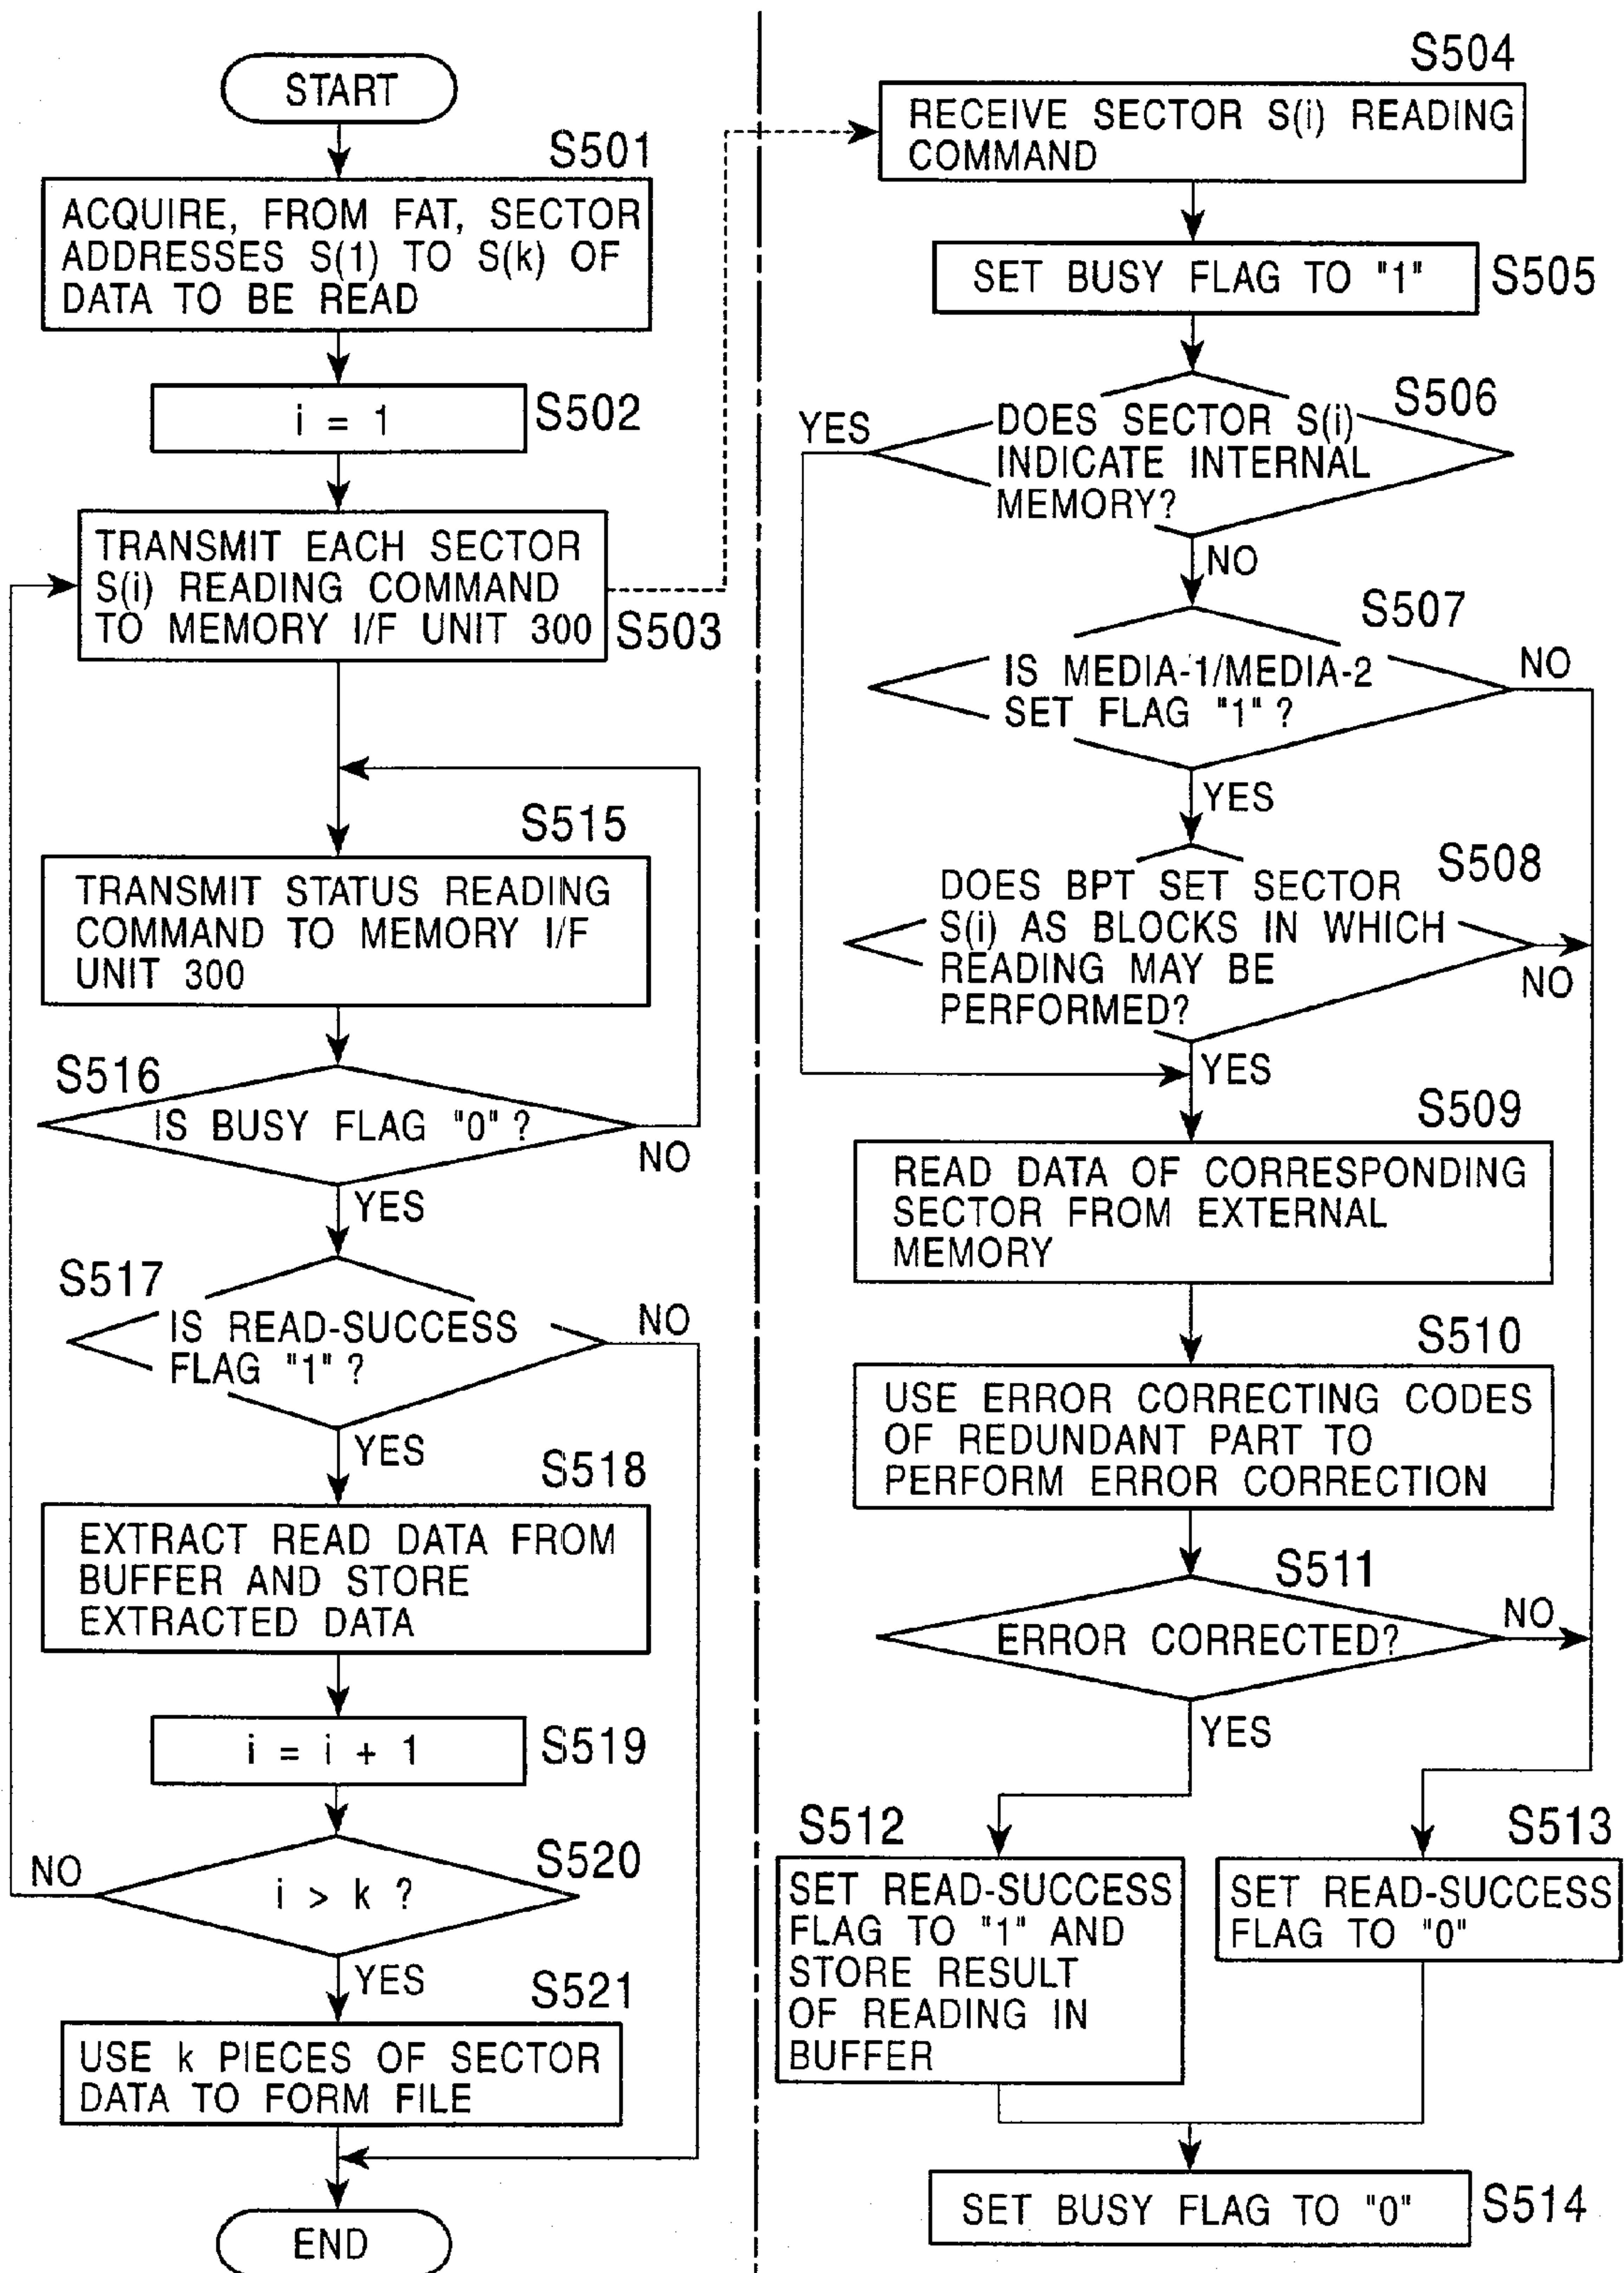 START
S501
ACQUIRE, FROM FAT, SECTOR
ADDRESSES S(1) TO S(k) OF
DATA TO BE READ
i = 1
S502
TRANSMIT EACH SECTOR
S(i) READING COMMAND
TO MEMORY I/F UNIT 300
S503
S515
TRANSMIT STATUS READING
COMMAND TO MEMORY I/F
UNIT 300
S516
IS BUSY FLAG "0" ?
NO
YES
S517
IS READ-SUCCESS
FLAG "1" ?
NO
YES
S518
EXTRACT READ DATA FROM
BUFFER AND STORE
EXTRACTED DATA
i = i + 1
S519
S520
NO
i > k ?
YES
S521
USE k PIECES OF SECTOR
DATA TO FORM FILE
END
S504
RECEIVE SECTOR S(i) READING
COMMAND
SET BUSY FLAG TO "1"
S505
S506
YES
DOES SECTOR S(i)
INDICATE INTERNAL
MEMORY?
NO
S507
IS MEDIA-1/MEDIA-2
SET FLAG "1" ?
NO
YES
S508
DOES BPT SET SECTOR
S(i) AS BLOCKS IN WHICH
READING MAY BE
PERFORMED?
NO
YES
S509
READ DATA OF CORRESPONDING
SECTOR FROM EXTERNAL
MEMORY
S510
USE ERROR CORRECTING CODES
OF REDUNDANT PART TO
PERFORM ERROR CORRECTION
S511
ERROR CORRECTED?
NO
YES
S512
SET READ-SUCCESS
FLAG TO "1" AND
STORE RESULT
OF READING IN
BUFFER
S513
SET READ-SUCCESS
FLAG TO "0"
SET BUSY FLAG TO "0"
S514